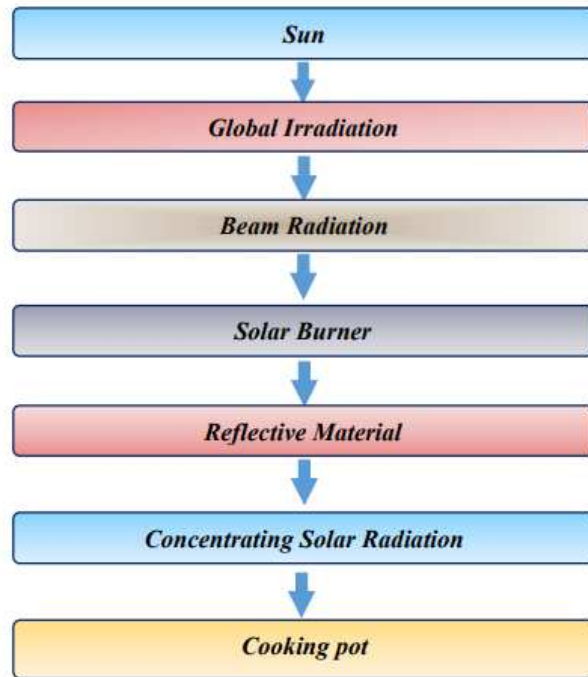 Sun
Global Irradiation
Beam Radiation
Solar Burner
Reflective Material
Concentrating Solar Radiation
Cooking pot